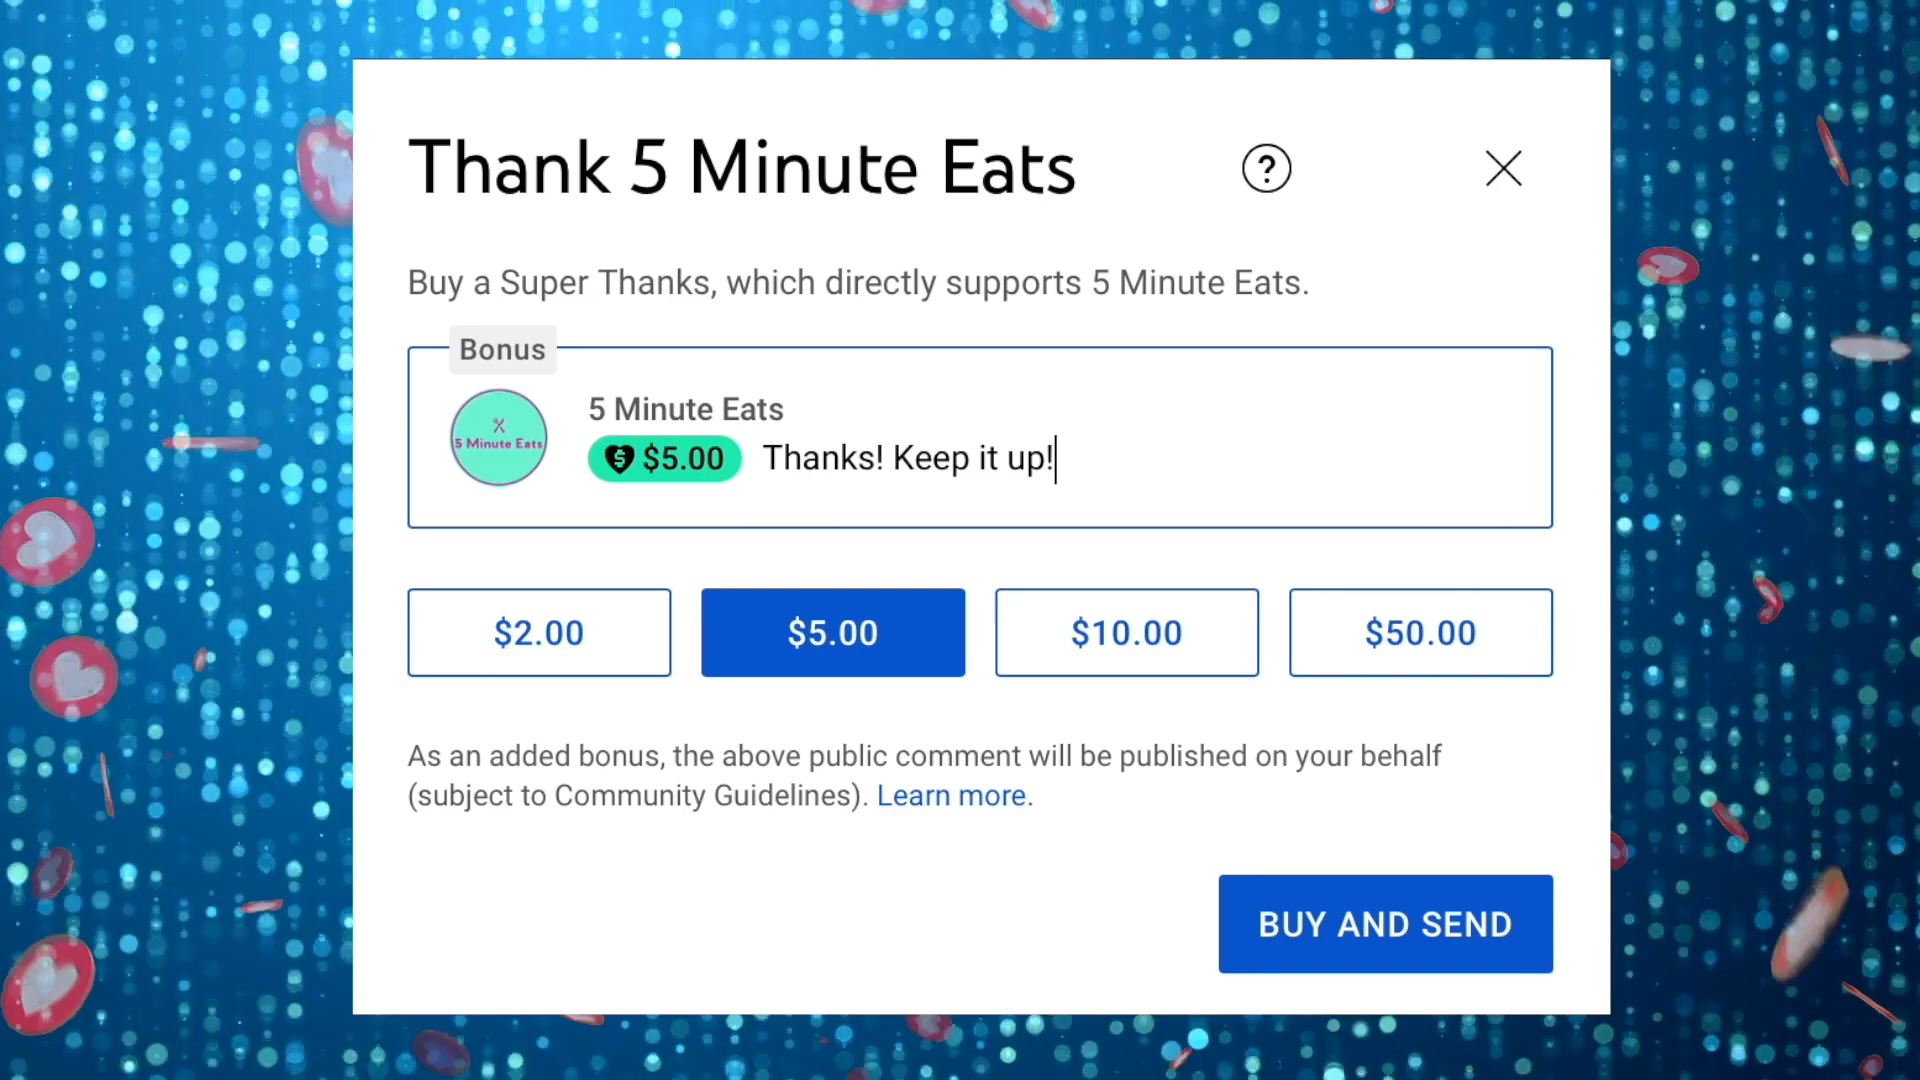 Thank 5 Minute Eats
Buy a Super Thanks, which directly supports 5 Minute Eats.
Bonus
5 Minute Eats
5 Minute Eats
$5.00 Thanks! Keep it up!
$2.00 $5.00 $10.00 $50.00
As an added bonus, the above public comment will be published on your behalf
(subject to Community Guidelines). Learn more.
BUY AND SEND